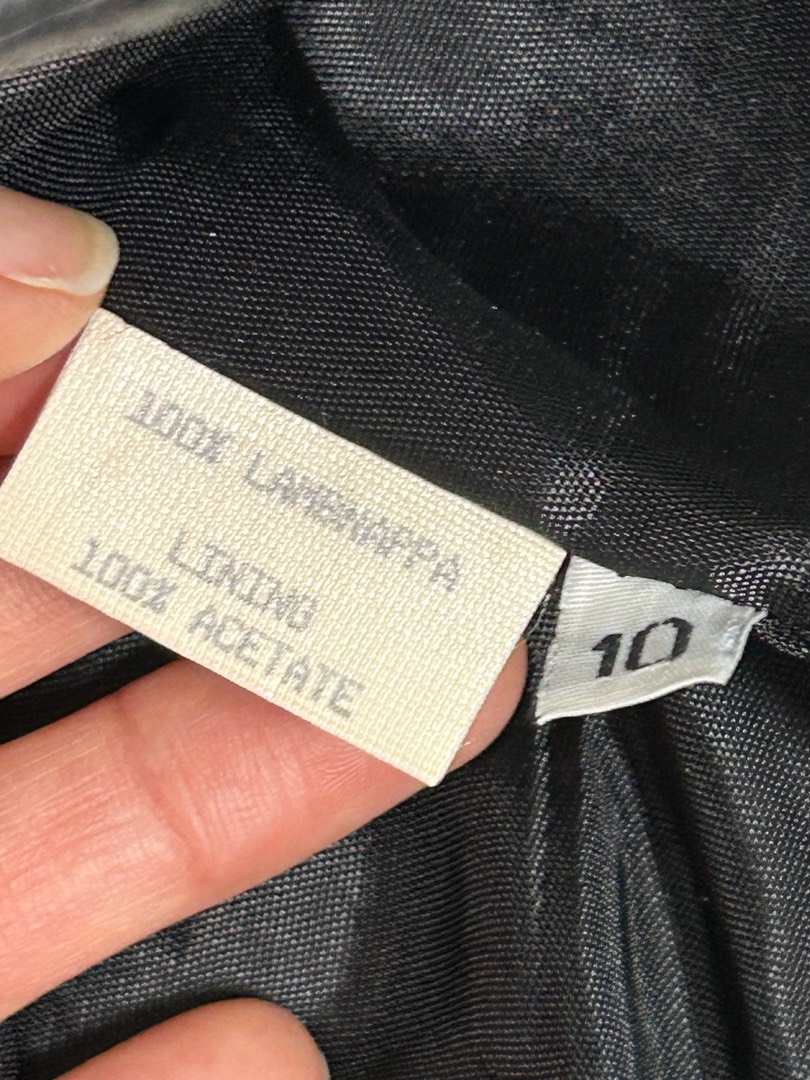 100% LAMBNAPPA
LINING
100% ACETATE
10